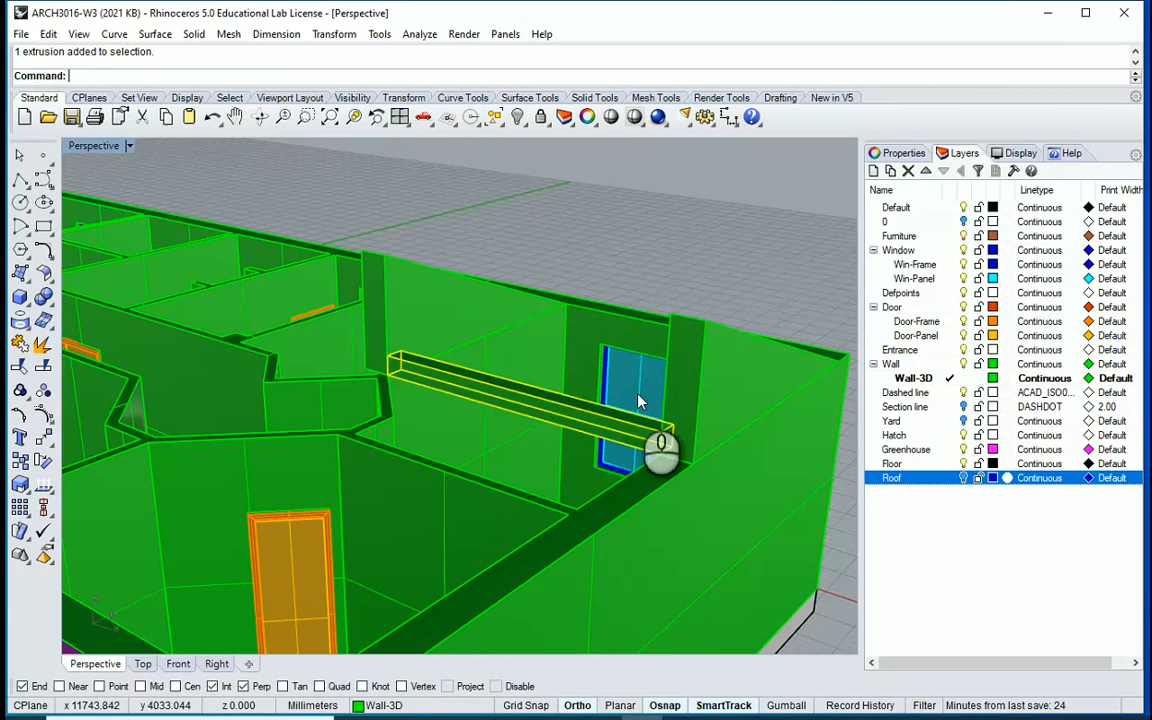 ARCH3016-W3 (2021 KB) - Rhinoceros 5.0 Educational Lab License - [Perspective]
File Edit View Curve Surface Solid Mesh Dimension Transform Tools Analyze Render Panels Help
1 extrusion added to selection.
Command:
Standard CPlanes Set View Display Select Viewport Layout Visibility Transform Curve Tools Surface Tools Solid Tools Mesh Tools Render Tools Drafting New in V5
Perspective
Properties Layers Display Help
Name Linetype Print Width
Default Continuous Default
0 Continuous Default
Furniture Continuous Default
Window Continuous Default
Win-Frame Continuous Default
Win-Panel Continuous Default
Defpoints Continuous Default
Door Continuous Default
Door-Frame Continuous Default
Door-Panel Continuous Default
Entrance Continuous Default
Wall Continuous Default
Wall-3D Continuous Default
Dashed line ACAD_ISO0... Default
Section line DASHDOT 2.00
Yard Continuous Default
Hatch Continuous Default
Greenhouse Continuous Default
Floor Continuous Default
Roof Continuous Default
Perspective Top Front Right
End Near Point Mid Cen Int Perp Tan Quad Knot Vertex Project Disable
CPlane x 11743.842 y 4033.044 z 0.000 Millimeters Wall-3D Grid Snap Ortho Planar Osnap SmartTrack Gumball Record History Filter Minutes from last save: 24